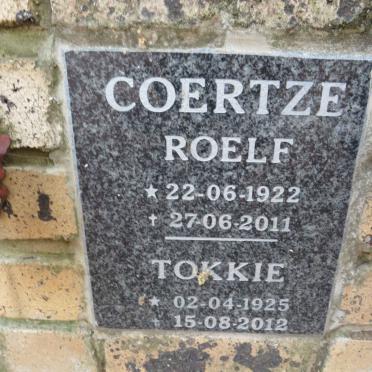 COERTZE
ROELF
★ 22-06-1922
✝ 27-06-2011
TOKKIE
★ 02-04-1925
✝ 15-08-2012